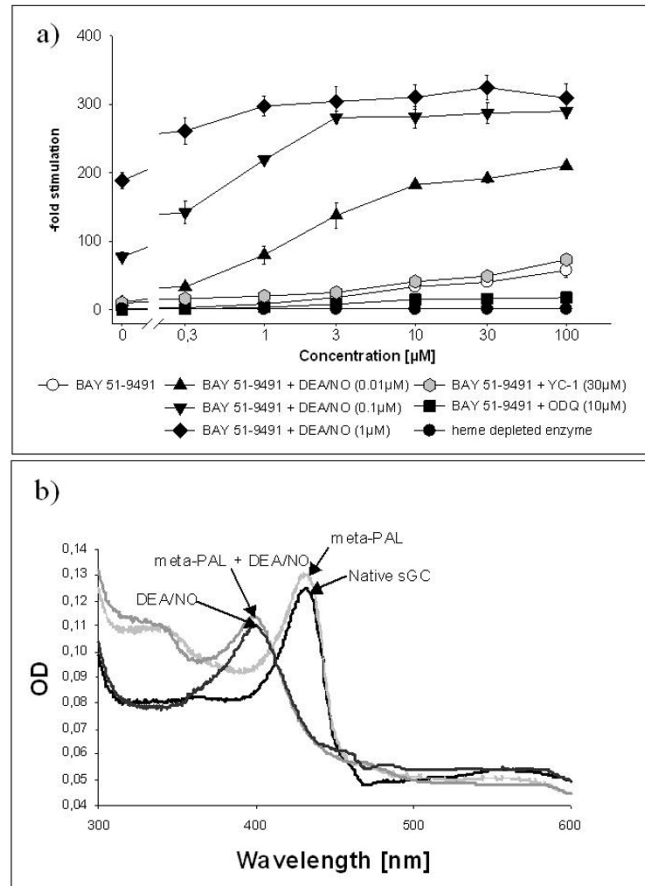 a)
400
300
200
100
0
-fold stimulation
0
0,3
1
3
10
30
100
Concentration [µM]
BAY 51-9491
BAY 51-9491 + DEA/NO (0.01µM)
BAY 51-9491 + YC-1 (30µM)
BAY 51-9491 + DEA/NO (0.1µM)
BAY 51-9491 + ODQ (10µM)
BAY 51-9491 + DEA/NO (1µM)
heme depleted enzyme
b)
0,14
0,13
0,12
0,11
0,10
0,09
0,08
0,07
0,06
0,05
0,04
OD
meta-PAL
meta-PAL + DEA/NO
Native sGC
DEA/NO
300
400
500
600
Wavelength [nm]